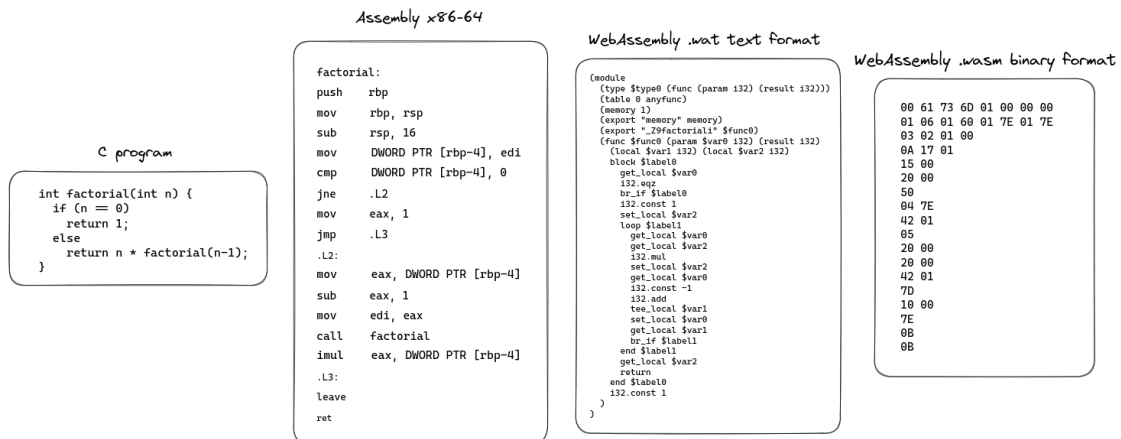 C program
int factorial(int n) {
if (n == 0)
return 1;
else
return n * factorial(n-1);
}
Assembly x86-64
factorial:
push rbp
mov rbp, rsp
sub rsp, 16
mov DWORD PTR [rbp-4], edi
cmp DWORD PTR [rbp-4], 0
jne .L2
mov eax, 1
jmp .L3
.L2:
mov eax, DWORD PTR [rbp-4]
sub eax, 1
mov edi, eax
call factorial
imul eax, DWORD PTR [rbp-4]
.L3:
leave
ret
WebAssembly .wat text format
(module
(type $type0 (func (param i32) (result i32)))
(table 0 anyfunc)
(memory 1)
(export "memory" memory)
(export "_Z9factoriali" $func0)
(func $func0 (param $var0 i32) (result i32)
(local $var1 i32) (local $var2 i32)
block $label0
get_local $var0
i32.eqz
br_if $label0
i32.const 1
set_local $var2
loop $label1
get_local $var0
get_local $var2
i32.mul
set_local $var2
get_local $var0
i32.const -1
i32.add
tee_local $var1
set_local $var0
get_local $var1
br_if $label1
end $label1
get_local $var2
return
end $label0
i32.const 1
)
)
WebAssembly .wasm binary format
00 61 73 6D 01 00 00 00
01 06 01 60 01 7E 01 7E
03 02 01 00
0A 17 01
15 00
20 00
50
04 7E
42 01
05
20 00
20 00
42 01
7D
10 00
7E
0B
0B